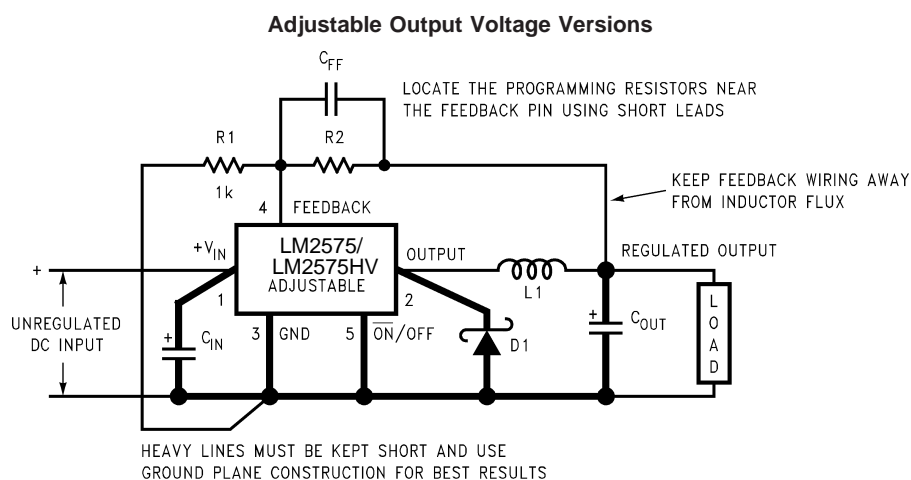 Adjustable Output Voltage Versions
CFF
LOCATE THE PROGRAMMING RESISTORS NEAR
THE FEEDBACK PIN USING SHORT LEADS
R1
R2
1k
4
FEEDBACK
KEEP FEEDBACK WIRING AWAY
FROM INDUCTOR FLUX
+VIN
LM2575/
LM2575HV
ADJUSTABLE
OUTPUT
REGULATED OUTPUT
+
1
2
L1
UNREGULATED
DC INPUT
+
CIN
3
GND
5
ON/OFF
D1
+
COUT
LOAD
HEAVY LINES MUST BE KEPT SHORT AND USE
GROUND PLANE CONSTRUCTION FOR BEST RESULTS